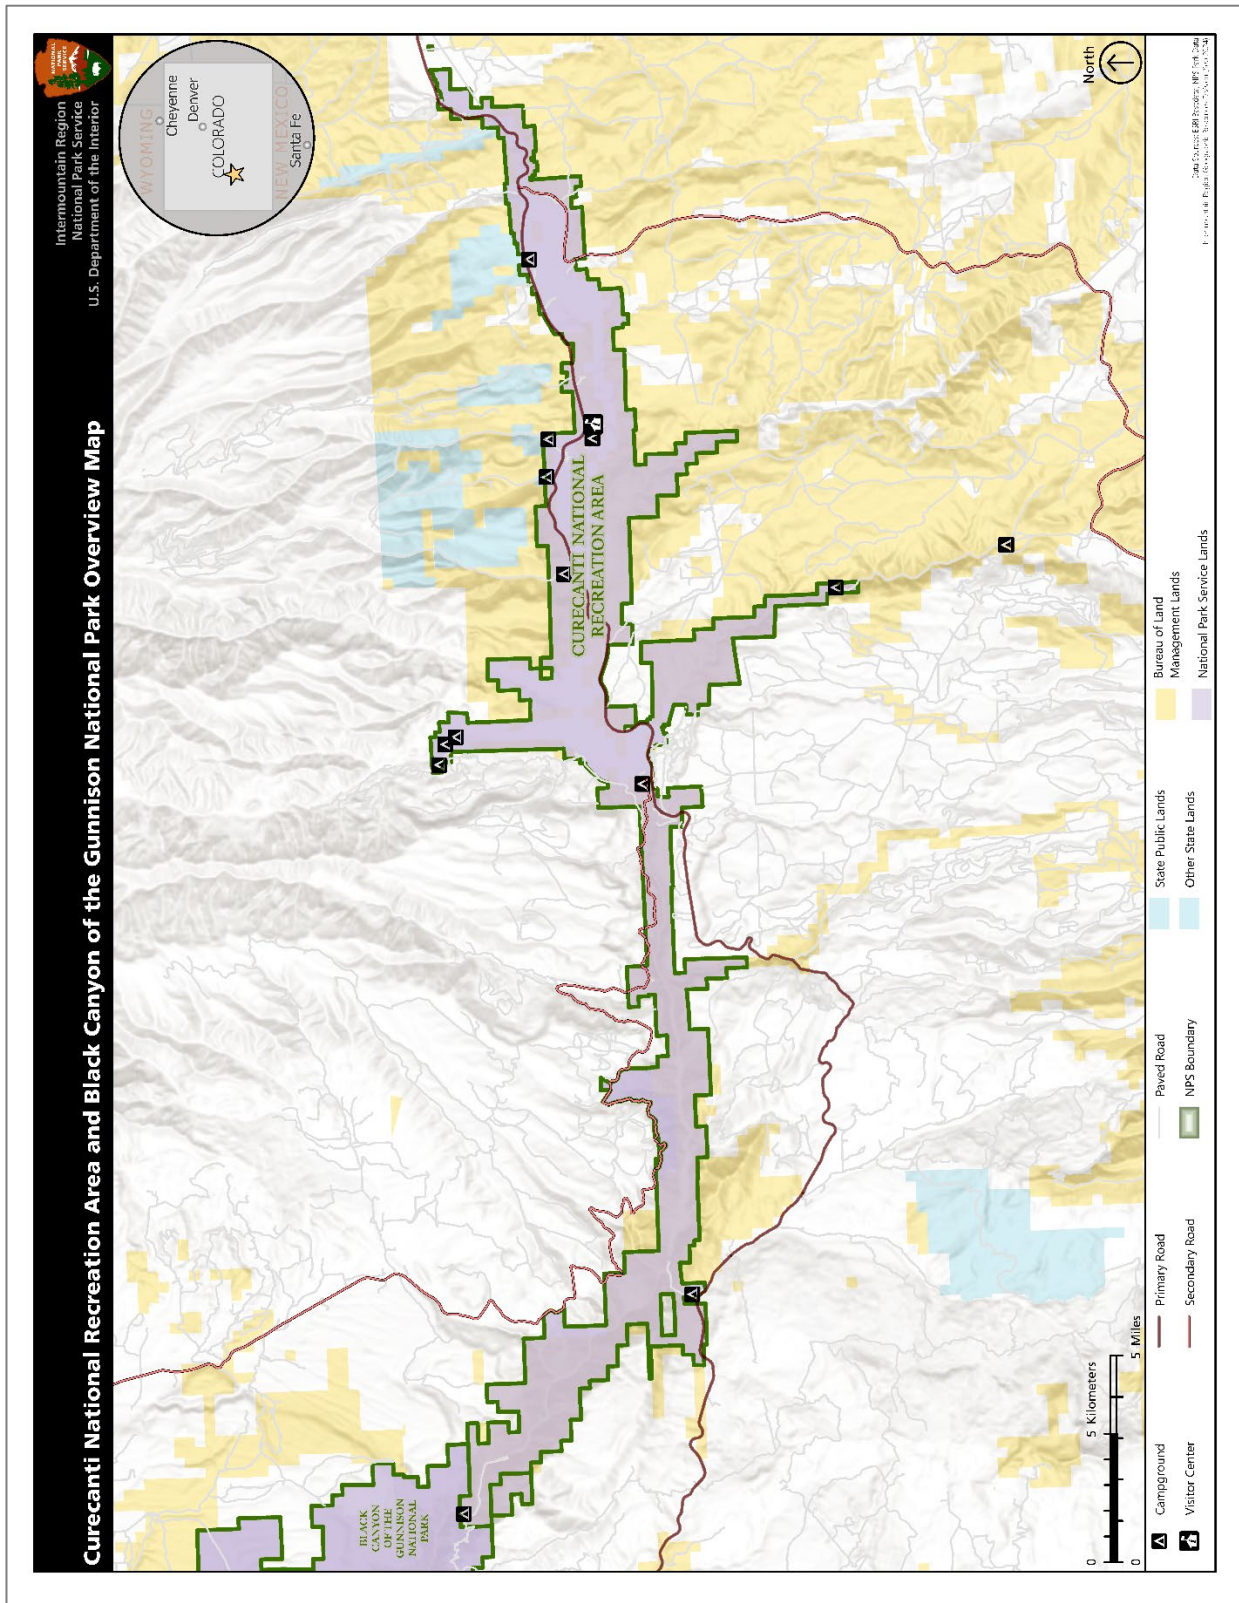 Curecanti National Recreation Area and Black Canyon of the Gunnison National Park Overview Map
Intermountain Region
National Park Service
U.S. Department of the Interior
NATIONAL
PARK
SERVICE
WYOMING
Cheyenne
Denver
COLORADO
NEW MEXICO
Santa Fe
CURECANTI NATIONAL
RECREATION AREA
BLACK
CANYON
OF THE
GUNNISON
NATIONAL
PARK
North
0 5 Kilometers
0 5 Miles
Campground
Visitor Center
Primary Road
Secondary Road
Paved Road
NPS Boundary
State Public Lands
Other State Lands
Bureau of Land
Management Lands
National Park Service Lands